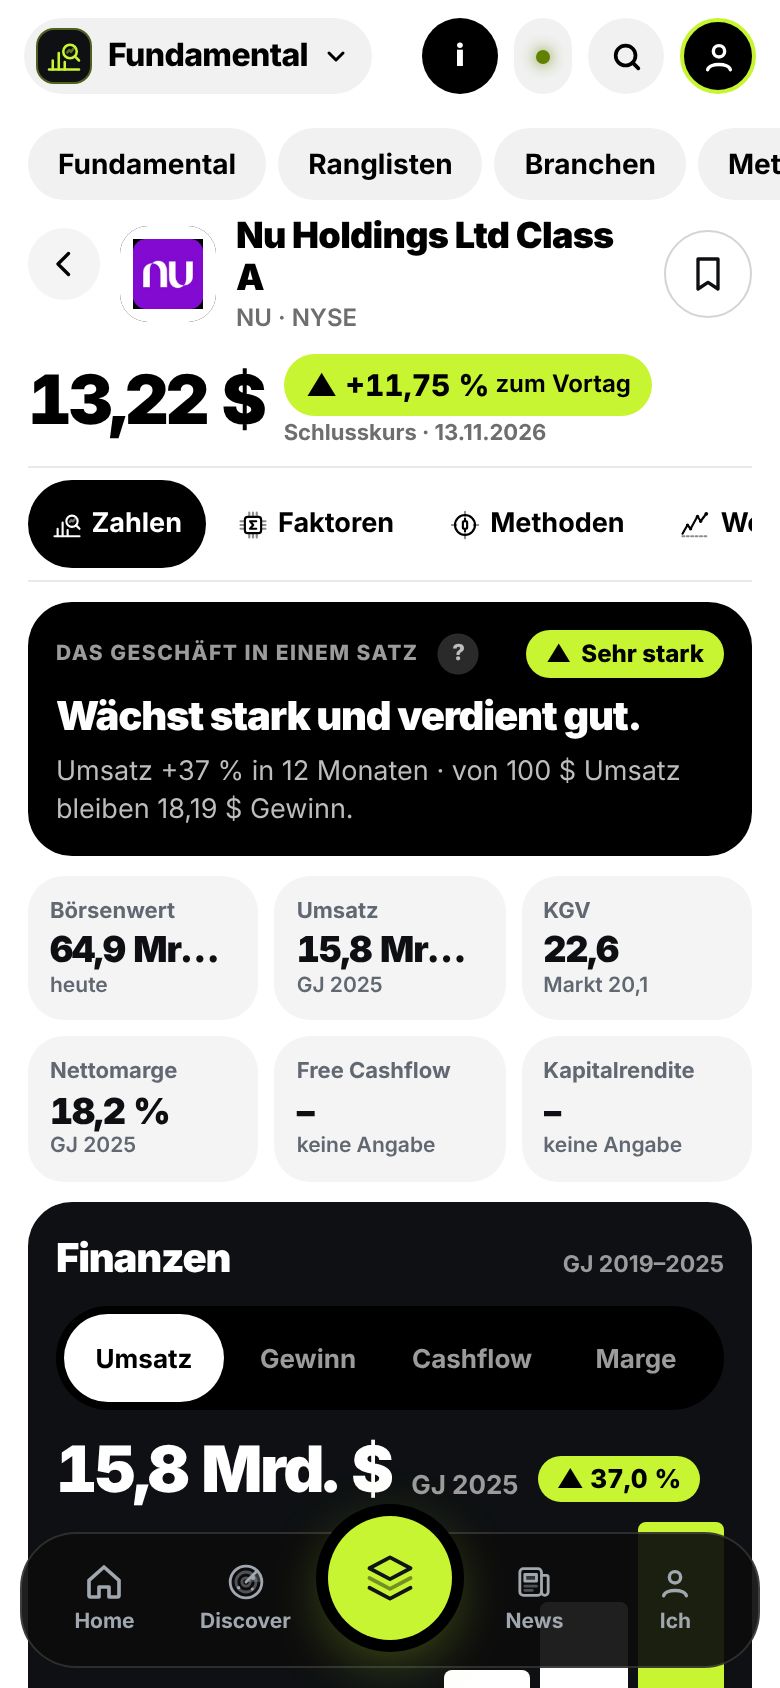 Fundamental
i
Fundamental Ranglisten Branchen Met
nu
Nu Holdings Ltd Class
A
NU · NYSE
13,22 $
▲ +11,75 % zum Vortag
Schlusskurs · 13.11.2026
Zahlen Faktoren Methoden We
DAS GESCHÄFT IN EINEM SATZ ? ▲ Sehr stark
Wächst stark und verdient gut.
Umsatz +37 % in 12 Monaten · von 100 $ Umsatz
bleiben 18,19 $ Gewinn.
Börsenwert
64,9 Mr...
heute
Umsatz
15,8 Mr...
GJ 2025
KGV
22,6
Markt 20,1
Nettomarge
18,2 %
GJ 2025
Free Cashflow
–
keine Angabe
Kapitalrendite
–
keine Angabe
Finanzen GJ 2019–2025
Umsatz Gewinn Cashflow Marge
15,8 Mrd. $ GJ 2025 ▲ 37,0 %
Home Discover News Ich